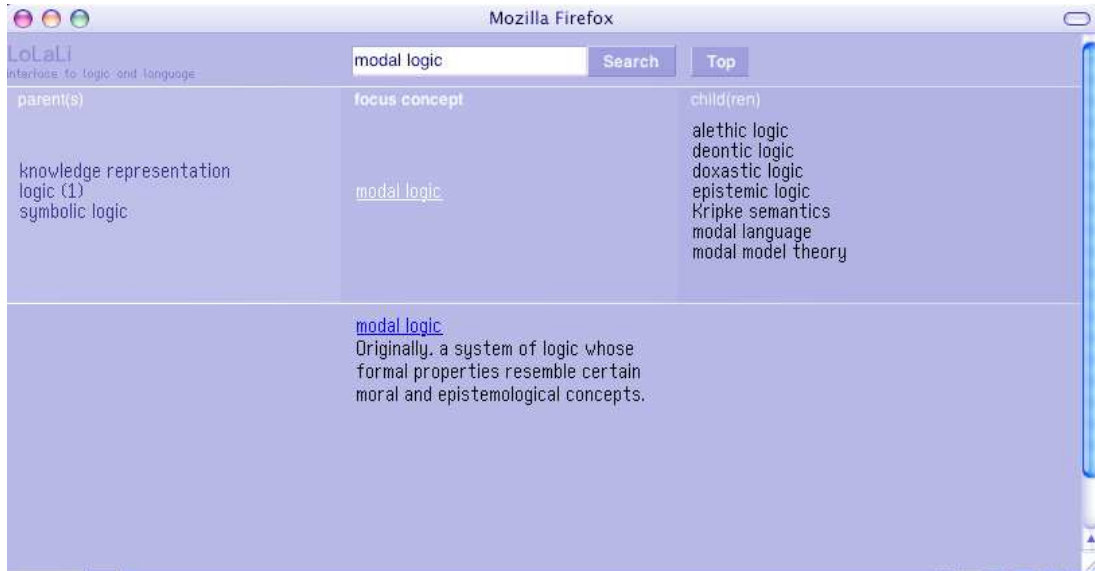 Mozilla Firefox
LoLaLi
interface to logic and language
modal logic
Search
Top
parent(s)
focus concept
child(ren)
knowledge representation
logic (1)
symbolic logic
modal logic
alethic logic
deontic logic
doxastic logic
epistemic logic
Kripke semantics
modal language
modal model theory
modal logic
Originally, a system of logic whose
formal properties resemble certain
moral and epistemological concepts.